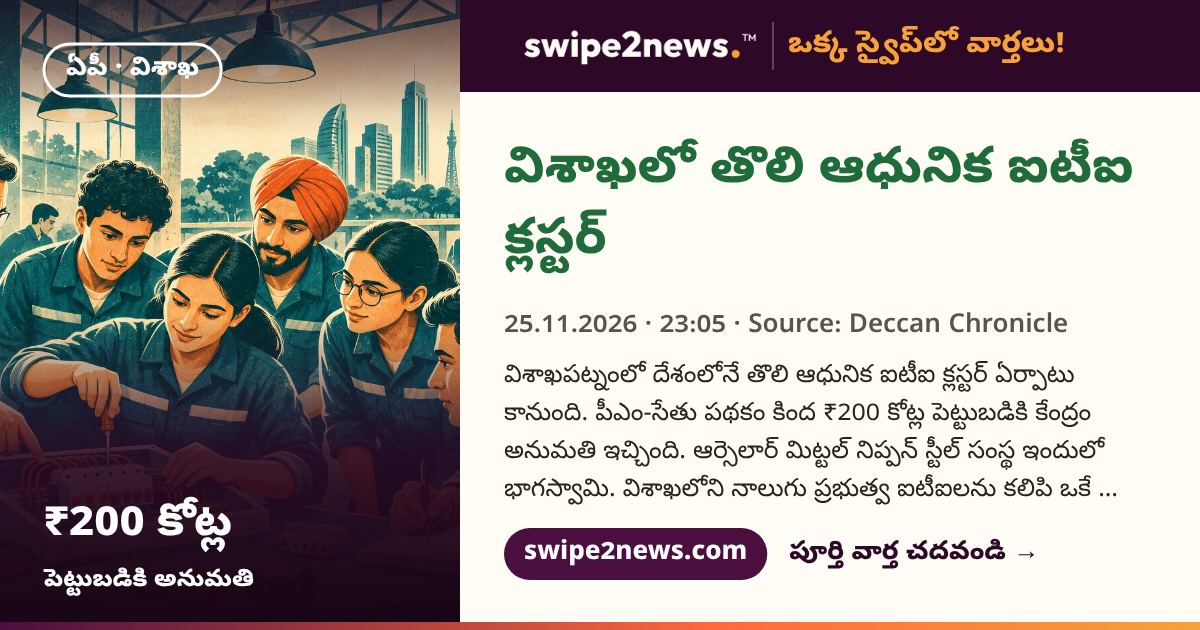 ఏపీ · విశాఖ
₹200 కోట్ల
పెట్టుబడికి అనుమతి
swipe2news.™ ఒక్క స్వైప్‌లో వార్తలు!
విశాఖలో తొలి ఆధునిక ఐటీఐ
క్లస్టర్
25.11.2026 · 23:05 · Source: Deccan Chronicle
విశాఖపట్నంలో దేశంలోనే తొలి ఆధునిక ఐటీఐ క్లస్టర్ ఏర్పాటు
కానుంది. పీఎం-సేతు పథకం కింద ₹200 కోట్ల పెట్టుబడికి కేంద్రం
అనుమతి ఇచ్చింది. ఆర్సెలార్ మిట్టల్ నిప్పన్ స్టీల్ సంస్థ ఇందులో
భాగస్వామి. విశాఖలోని నాలుగు ప్రభుత్వ ఐటీఐలను కలిపి ఒకే ...
swipe2news.com పూర్తి వార్త చదవండి →